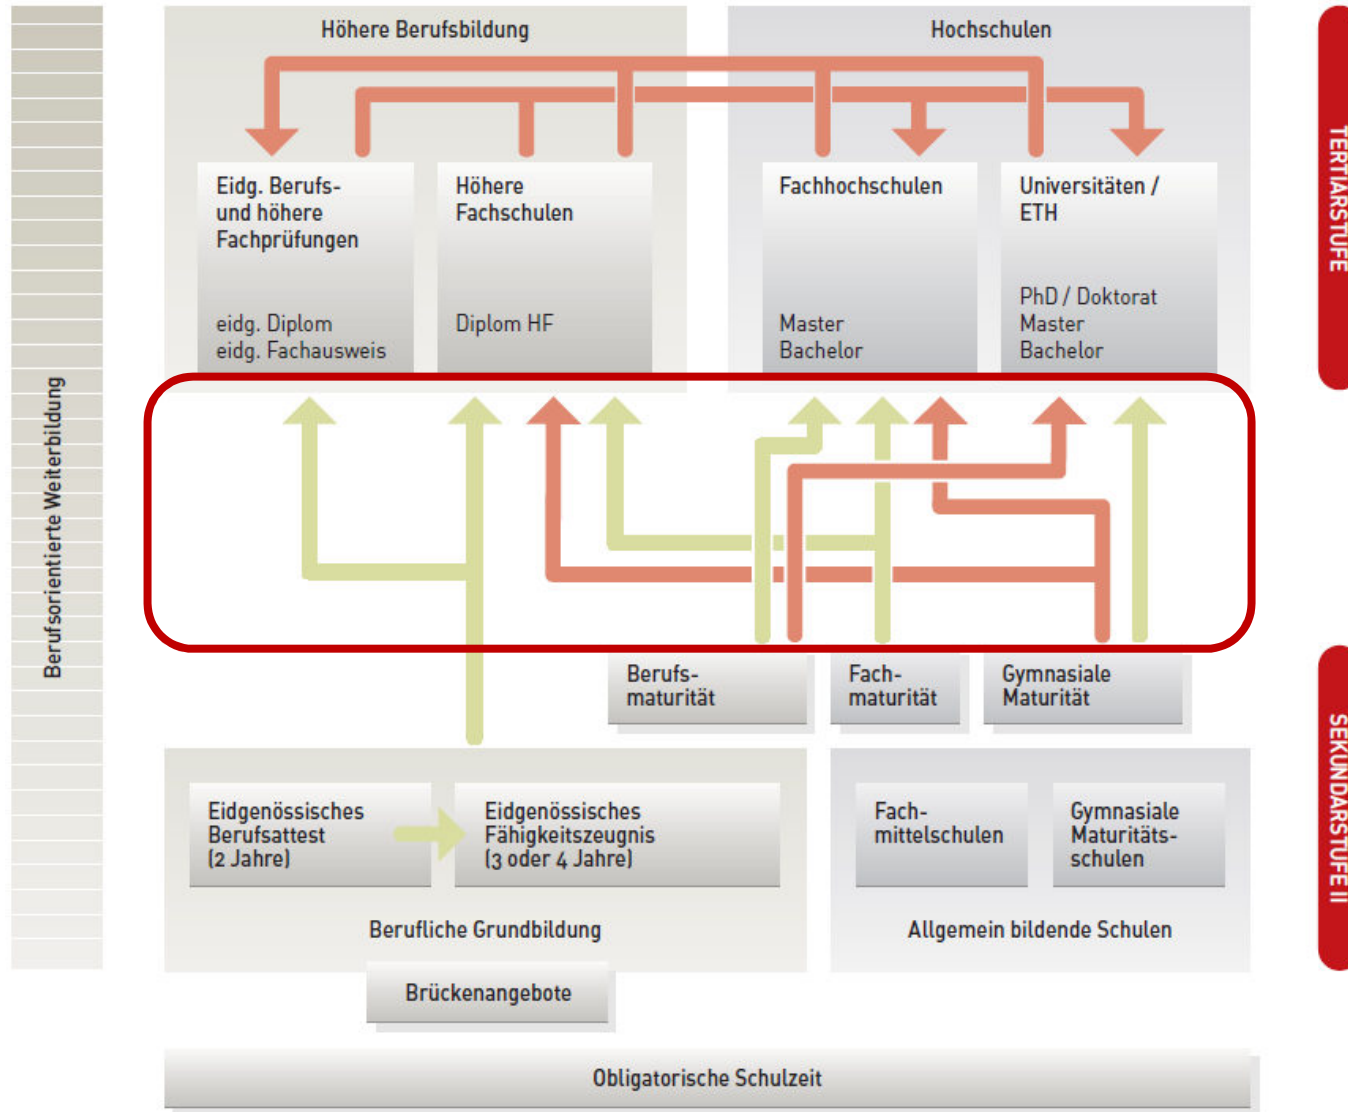 Höhere Berufsbildung
Hochschulen
Eidg. Berufs-
und höhere
Fachprüfungen
eidg. Diplom
eidg. Fachausweis
Höhere
Fachschulen
Diplom HF
Fachhochschulen
Master
Bachelor
Universitäten /
ETH
PhD / Doktorat
Master
Bachelor
TERTIÄRSTUFE
Berufsorientierte Weiterbildung
Berufs-
maturität
Fach-
maturität
Gymnasiale
Maturität
SEKUNDARSTUFE II
Eidgenössisches
Berufsattest
(2 Jahre)
Eidgenössisches
Fähigkeitszeugnis
(3 oder 4 Jahre)
Fach-
mittelschulen
Gymnasiale
Maturitäts-
schulen
Berufliche Grundbildung
Allgemein bildende Schulen
Brückenangebote
Obligatorische Schulzeit